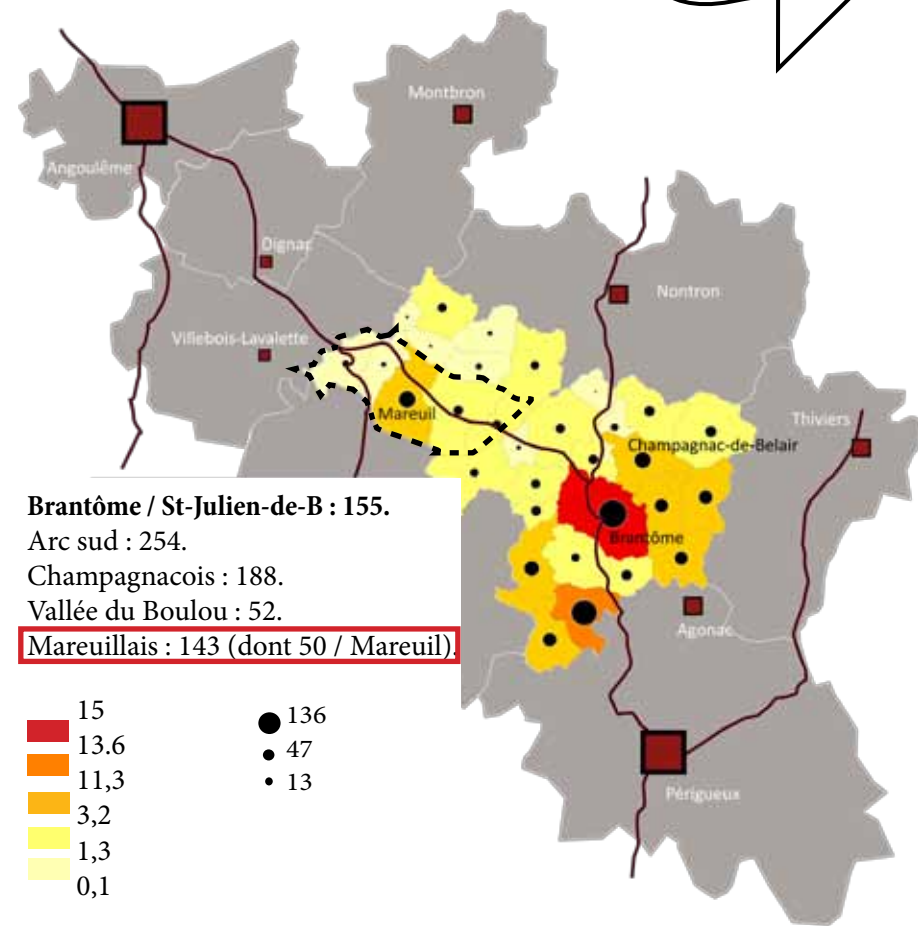 Montbron
Angoulême
Dignac
Nontron
Villebois-Lavalette
Mareuil
Thiviers
Champagnac-de-Belair
Brantôme / St-Julien-de-B : 155.
Arc sud : 254.
Champagnacois : 188.
Vallée du Boulou : 52.
Mareuillais : 143 (dont 50 / Mareuil).
Brantôme
Agonac
Périgueux
15
13.6
11,3
3,2
1,3
0,1
136
47
13